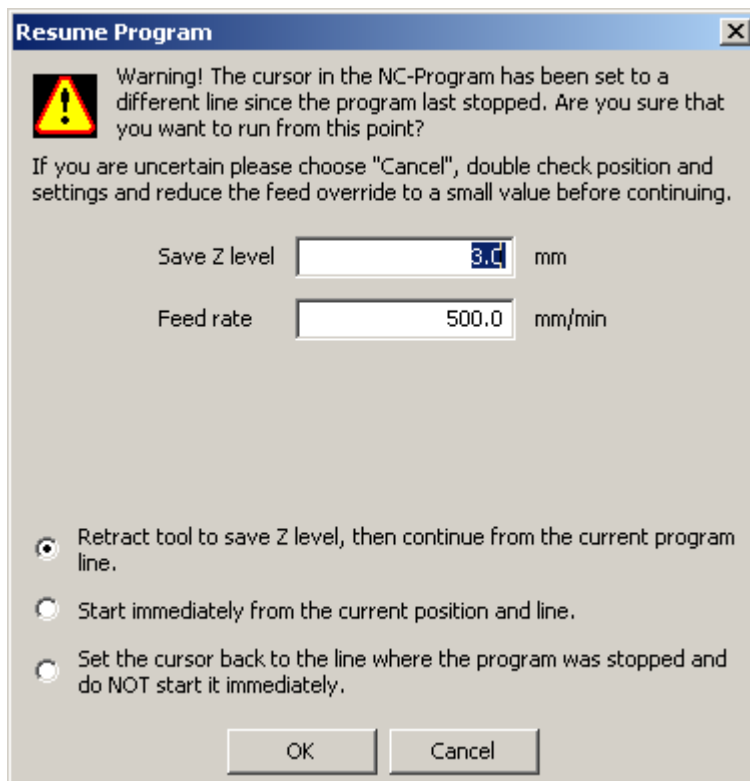 Resume Program
Warning! The cursor in the NC-Program has been set to a
different line since the program last stopped. Are you sure that
you want to run from this point?
If you are uncertain please choose "Cancel", double check position and
settings and reduce the feed override to a small value before continuing.
Save Z level 3.0 mm
Feed rate 500.0 mm/min
Retract tool to save Z level, then continue from the current program
line.
Start immediately from the current position and line.
Set the cursor back to the line where the program was stopped and
do NOT start it immediately.
OK Cancel